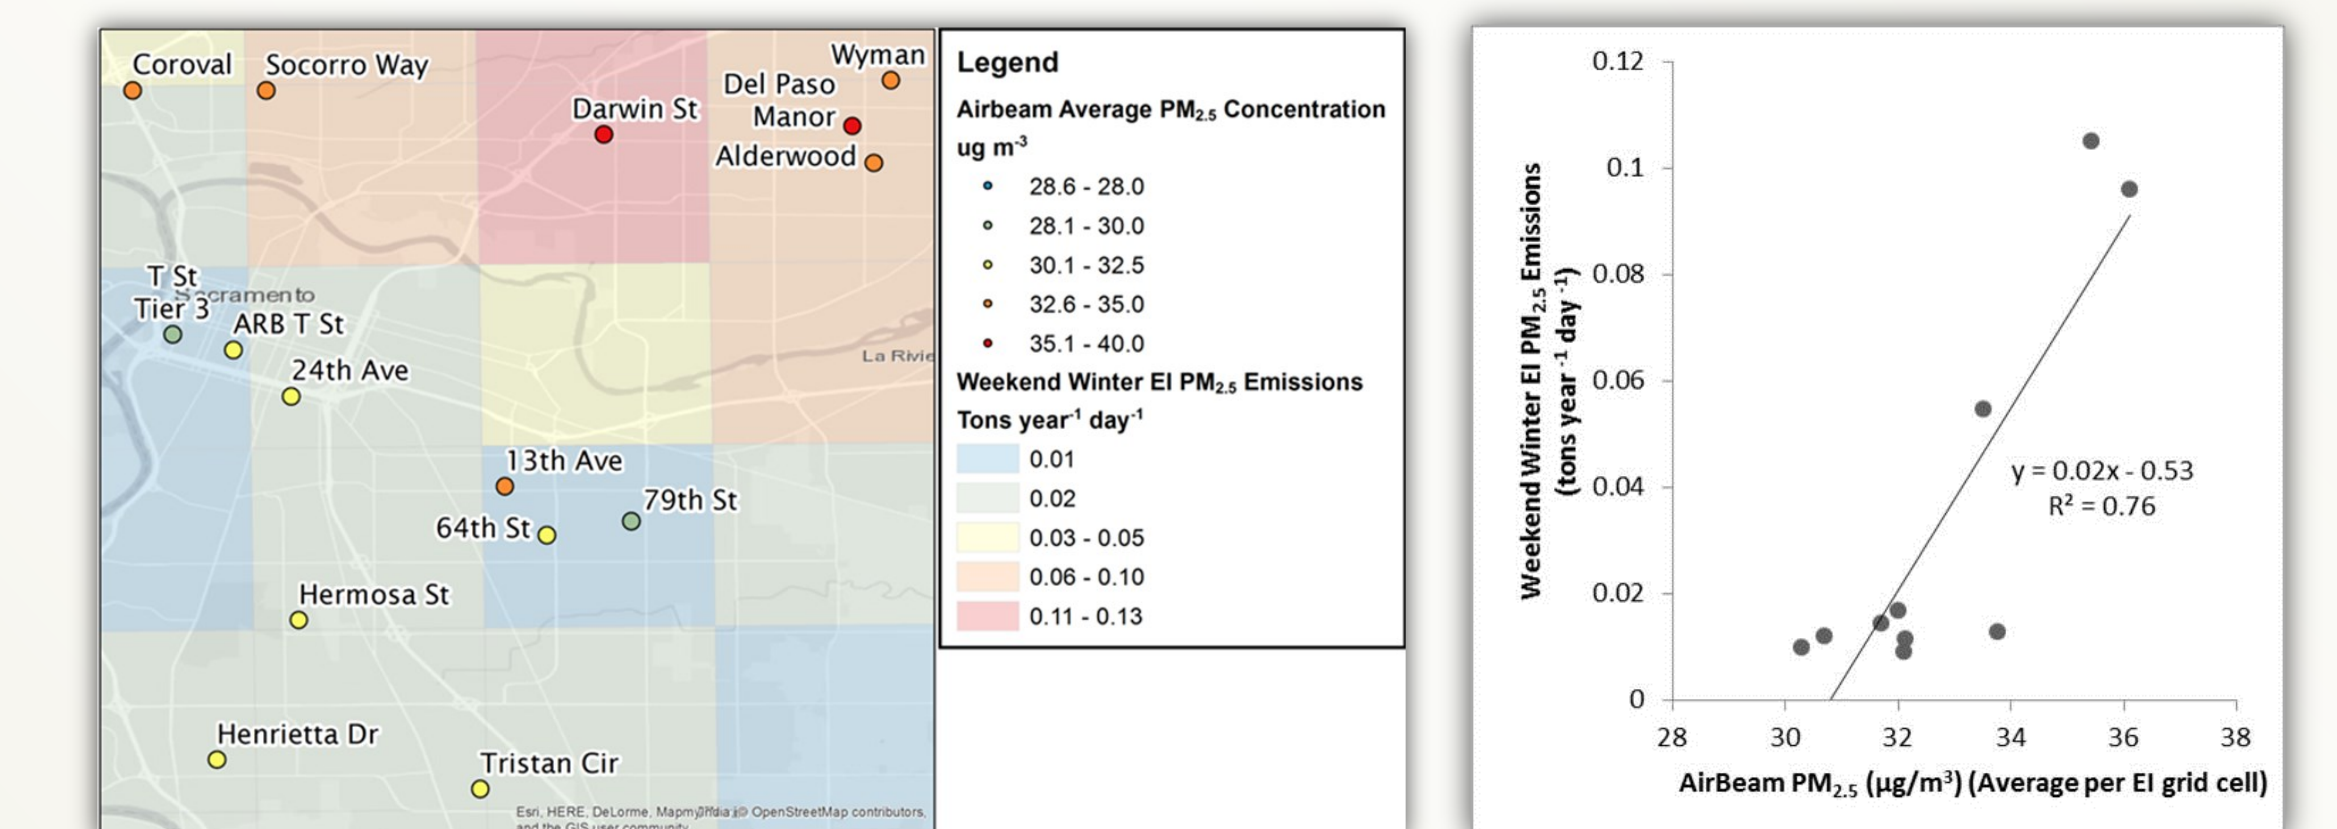 Coroval
Socorro Way
Wyman
Del Paso
Manor
Darwin St
Alderwood
T St
Tier 3
Sacramento
ARB T St
24th Ave
La Rivie
13th Ave
79th St
64th St
Hermosa St
Henrietta Dr
Tristan Cir
Esri, HERE, DeLorme, © OpenStreetMap contributors,
and the GIS user community
Legend
Airbeam Average PM2.5 Concentration
ug m-3
28.6 - 28.0
28.1 - 30.0
30.1 - 32.5
32.6 - 35.0
35.1 - 40.0
Weekend Winter EI PM2.5 Emissions
Tons year-1 day-1
0.01
0.02
0.03 - 0.05
0.06 - 0.10
0.11 - 0.13
Weekend Winter EI PM2.5 Emissions
(tons year-1 day-1)
0.12
0.1
0.08
0.06
0.04
0.02
0
y = 0.02x - 0.53
R² = 0.76
28 30 32 34 36 38
AirBeam PM2.5 (µg/m3) (Average per EI grid cell)